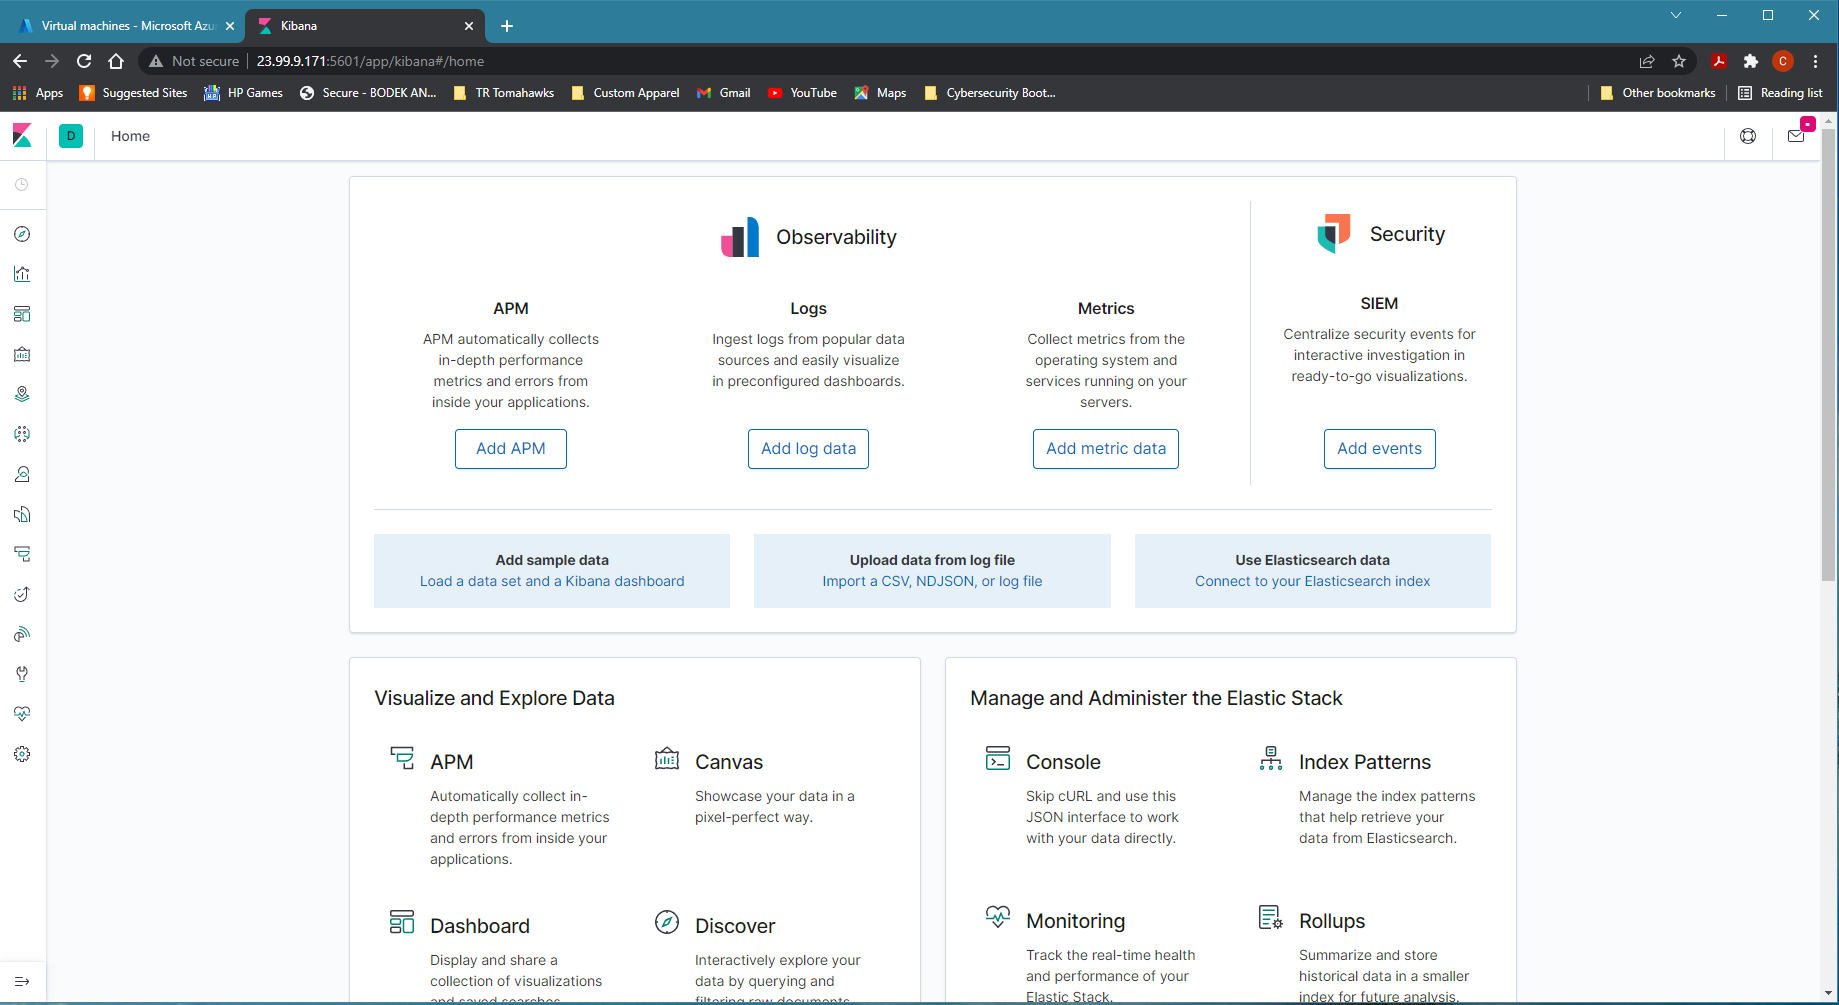 Virtual machines - Microsoft Azu
Kibana
Not secure
23.99.9.171:5601/app/kibana#/home
C
Apps
Suggested Sites
HP Games
Secure - BODEK AN...
TR Tomahawks
Custom Apparel
Gmail
YouTube
Maps
Cybersecurity Boot...
Other bookmarks
Reading list
D
Home
Observability
Security
APM
APM automatically collects
in-depth performance
metrics and errors from
inside your applications.
Add APM
Logs
Ingest logs from popular data
sources and easily visualize
in preconfigured dashboards.
Add log data
Metrics
Collect metrics from the
operating system and
services running on your
servers.
Add metric data
SIEM
Centralize security events for
interactive investigation in
ready-to-go visualizations.
Add events
Add sample data
Load a data set and a Kibana dashboard
Upload data from log file
Import a CSV, NDJSON, or log file
Use Elasticsearch data
Connect to your Elasticsearch index
Visualize and Explore Data
APM
Automatically collect in-
depth performance metrics
and errors from inside your
applications.
Canvas
Showcase your data in a
pixel-perfect way.
Dashboard
Display and share a
collection of visualizations
and saved searches.
Discover
Interactively explore your
data by querying and
filtering raw documents.
Manage and Administer the Elastic Stack
Console
Skip cURL and use this
JSON interface to work
with your data directly.
Index Patterns
Manage the index patterns
that help retrieve your
data from Elasticsearch.
Monitoring
Track the real-time health
and performance of your
Elastic Stack.
Rollups
Summarize and store
historical data in a smaller
index for future analysis.